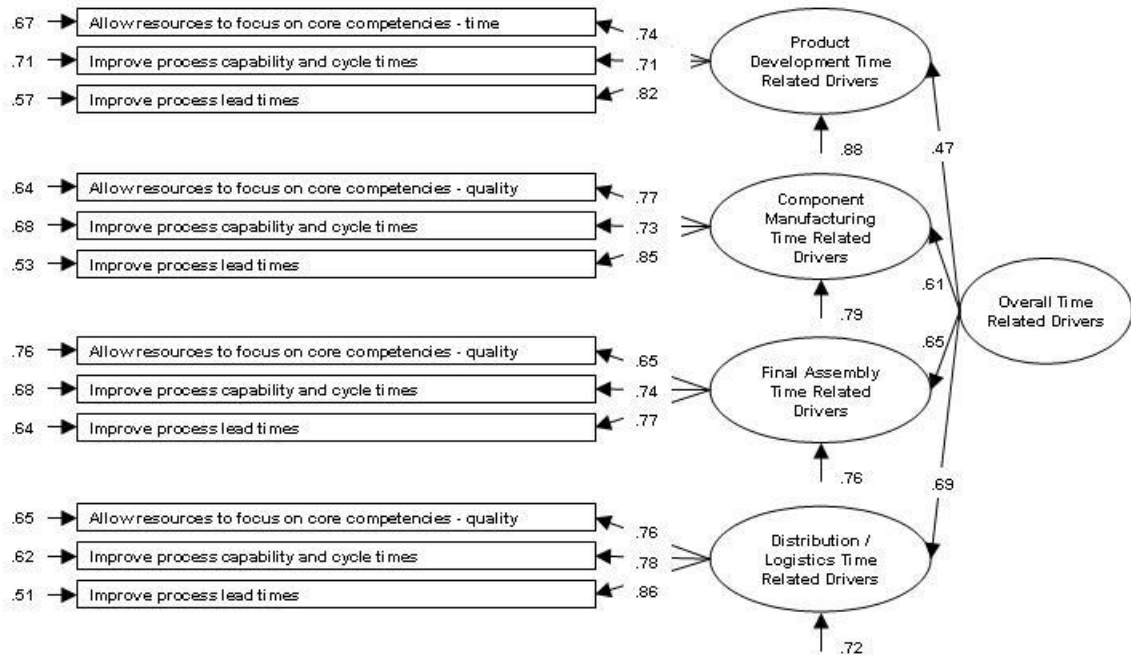 .67
Allow resources to focus on core competencies - time
.74
.71
Improve process capability and cycle times
.71
.57
Improve process lead times
.82
Product
Development Time
Related Drivers
.88
.47
.64
Allow resources to focus on core competencies - quality
.77
.68
Improve process capability and cycle times
.73
.53
Improve process lead times
.85
Component
Manufacturing
Time Related
Drivers
.79
.61
Overall Time
Related Drivers
.76
Allow resources to focus on core competencies - quality
.65
.68
Improve process capability and cycle times
.74
.64
Improve process lead times
.77
Final Assembly
Time Related
Drivers
.76
.65
.65
Allow resources to focus on core competencies - quality
.76
.62
Improve process capability and cycle times
.78
.51
Improve process lead times
.86
Distribution /
Logistics Time
Related Drivers
.72
.69